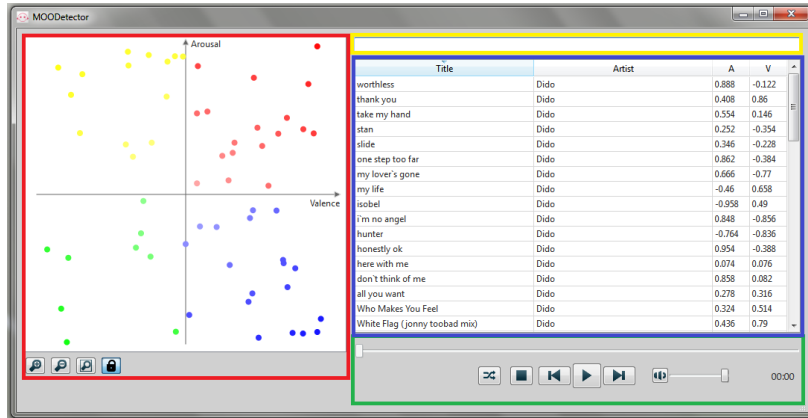 MOODetector
Arousal
Valence
Title Artist A V
worthless Dido 0.888 -0.122
thank you Dido 0.408 0.86
take my hand Dido 0.554 0.146
stan Dido 0.252 -0.354
slide Dido 0.346 -0.228
one step too far Dido 0.862 -0.384
my lover`s gone Dido 0.666 -0.77
my life Dido -0.46 0.658
isobel Dido -0.958 0.49
i`m no angel Dido 0.848 -0.856
hunter Dido -0.764 -0.836
honestly ok Dido 0.954 -0.388
here with me Dido 0.074 0.076
don`t think of me Dido 0.858 0.082
all you want Dido 0.278 0.316
Who Makes You Feel Dido 0.324 0.514
White Flag (jonny toobad mix) Dido 0.436 0.79
00:00